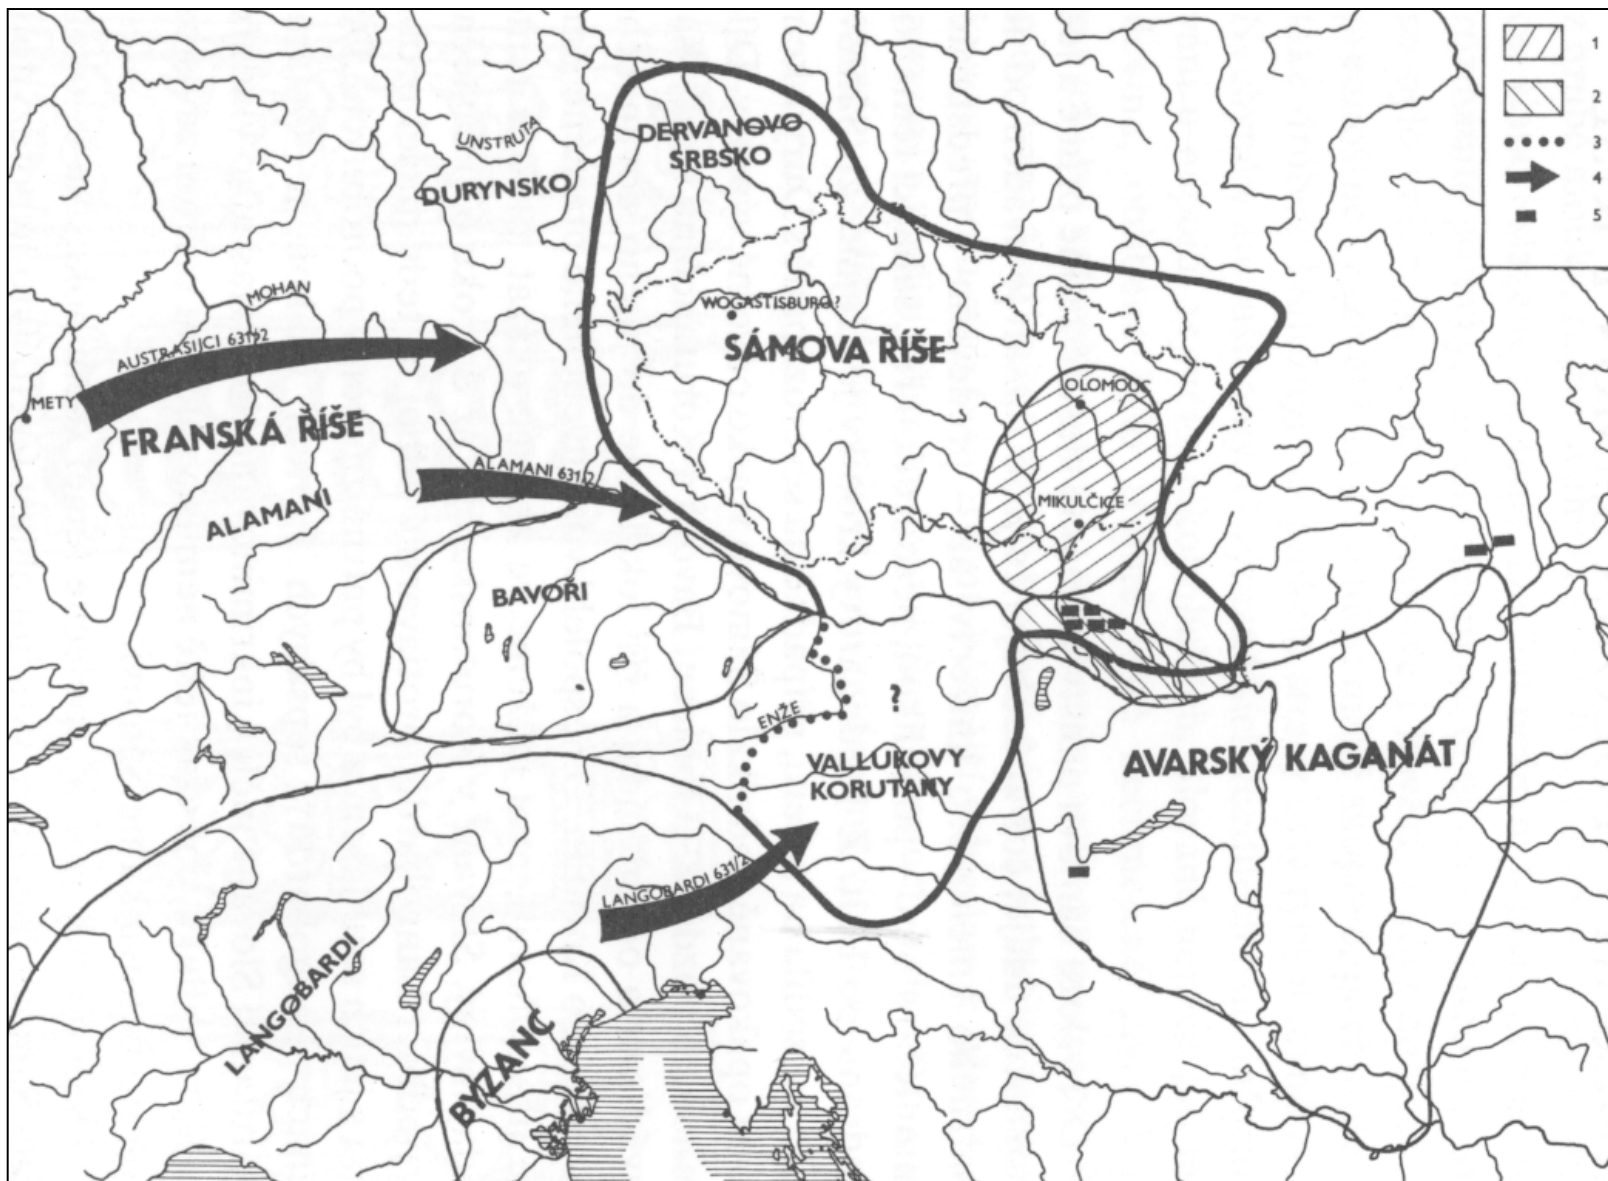 1
2
3
4
5
DERVANOVO
SRBSKO
UNSTRUTA
DURYNSKO
MOHAN
WOGASTISBURG?
SÁMOVA ŘÍŠE
AUSTRASIJCI 631/2
METY
FRANSKÁ ŘÍŠE
OLOMOUC
ALAMANI 631/2
ALAMANI
MIKULČICE
BAVOŘI
?
ENŽE
VALLUKOVY
KORUTANY
AVARSKÝ KAGANÁT
LANGOBARDI 631/2
LANGOBARDI
BYZANC